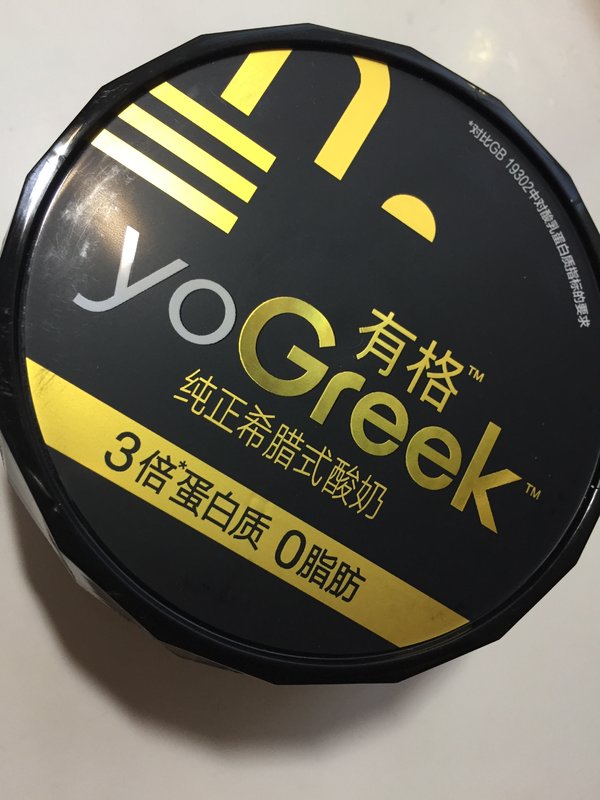 *对比GB 19302中对酸乳蛋白质指标的要求
有格™
yoGreek™
纯正希腊式酸奶
3倍*蛋白质 0脂肪